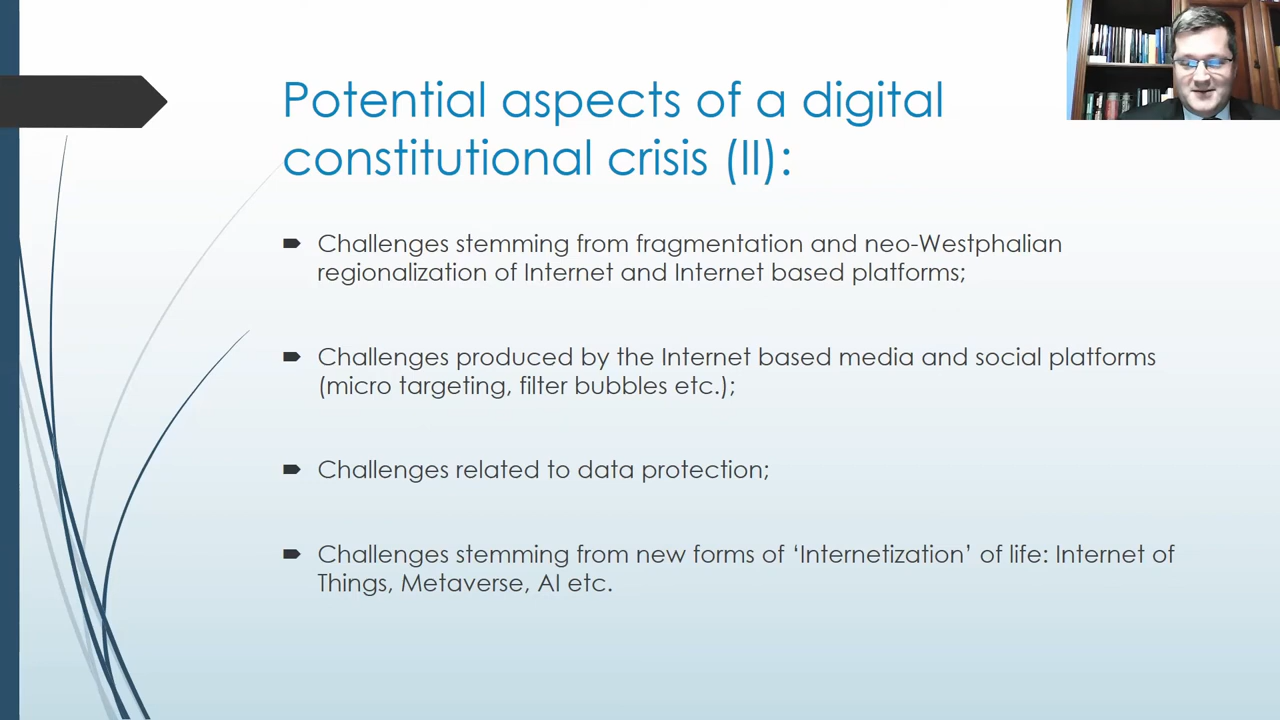 Potential aspects of a digital
constitutional crisis (II):
Challenges stemming from fragmentation and neo-Westphalian
regionalization of Internet and Internet based platforms;
Challenges produced by the Internet based media and social platforms
(micro targeting, filter bubbles etc.);
Challenges related to data protection;
Challenges stemming from new forms of ‘Internetization’ of life: Internet of
Things, Metaverse, AI etc.